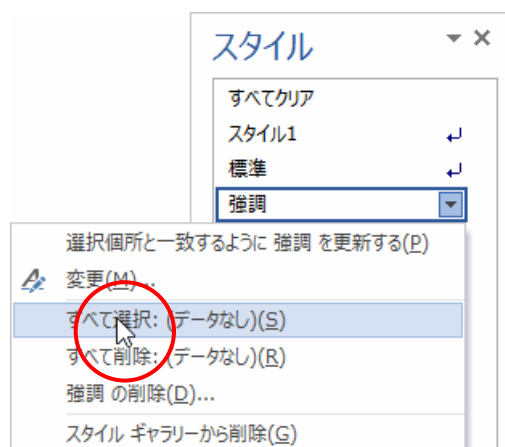 スタイル
すべてクリア
スタイル1
標準
強調
選択個所と一致するように 強調 を更新する(P)
変更(M)...
すべて選択: (データなし)(S)
すべて削除: (データなし)(R)
強調 の削除(D)...
スタイル ギャラリーから削除(G)